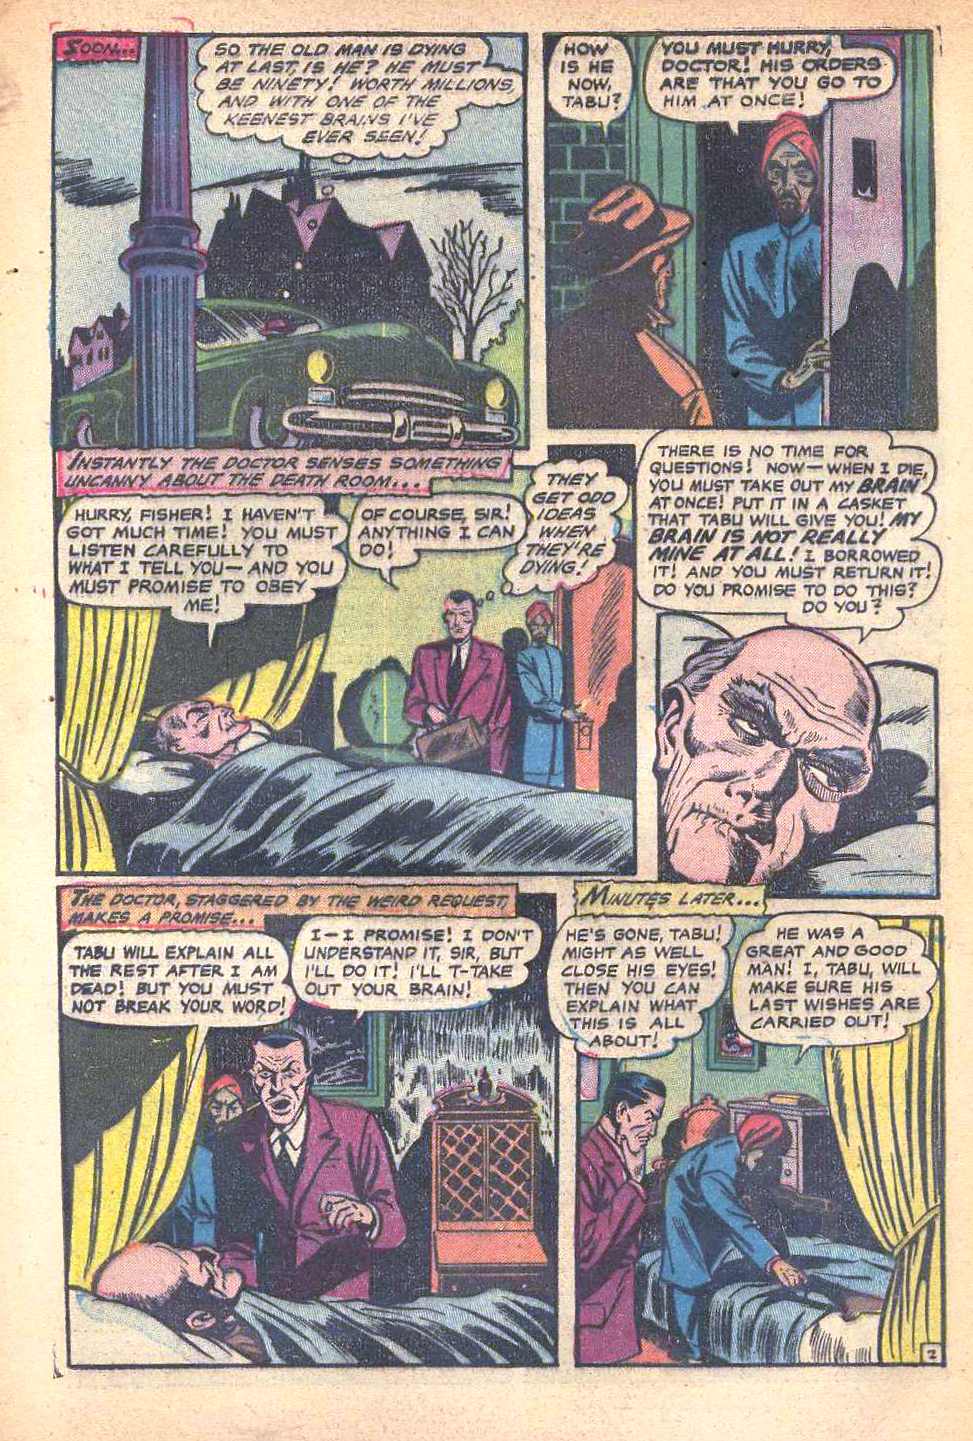 SOON...
SO THE OLD MAN IS DYING
AT LAST, IS HE? HE MUST
BE NINETY! WORTH MILLIONS,
AND WITH ONE OF THE
KEENEST BRAINS I'VE
EVER SEEN!
HOW
IS HE
NOW,
TABU?
YOU MUST HURRY,
DOCTOR! HIS ORDERS
ARE THAT YOU GO TO
HIM AT ONCE!
INSTANTLY THE DOCTOR SENSES SOMETHING
UNCANNY ABOUT THE DEATH ROOM...
HURRY, FISHER! I HAVEN'T
GOT MUCH TIME! YOU MUST
LISTEN CAREFULLY TO
WHAT I TELL YOU— AND YOU
MUST PROMISE TO OBEY
ME!
OF COURSE, SIR!
ANYTHING I CAN
DO!
THEY
GET ODD
IDEAS
WHEN
THEY'RE
DYING!
THERE IS NO TIME FOR
QUESTIONS! NOW— WHEN I DIE,
YOU MUST TAKE OUT MY BRAIN
AT ONCE! PUT IT IN A CASKET
THAT TABU WILL GIVE YOU! MY
BRAIN IS NOT REALLY
MINE AT ALL! I BORROWED
IT! AND YOU MUST RETURN IT!
DO YOU PROMISE TO DO THIS?
DO YOU?
THE DOCTOR, STAGGERED BY THE WEIRD REQUEST,
MAKES A PROMISE...
TABU WILL EXPLAIN ALL
THE REST AFTER I AM
DEAD! BUT YOU MUST
NOT BREAK YOUR WORD!
I—I PROMISE! I DON'T
UNDERSTAND IT, SIR, BUT
I'LL DO IT! I'LL T-TAKE
OUT YOUR BRAIN!
MINUTES LATER...
HE'S GONE, TABU!
MIGHT AS WELL
CLOSE HIS EYES!
THEN YOU CAN
EXPLAIN WHAT
THIS IS ALL
ABOUT!
HE WAS A
GREAT AND GOOD
MAN! I, TABU, WILL
MAKE SURE HIS
LAST WISHES ARE
CARRIED OUT!
2